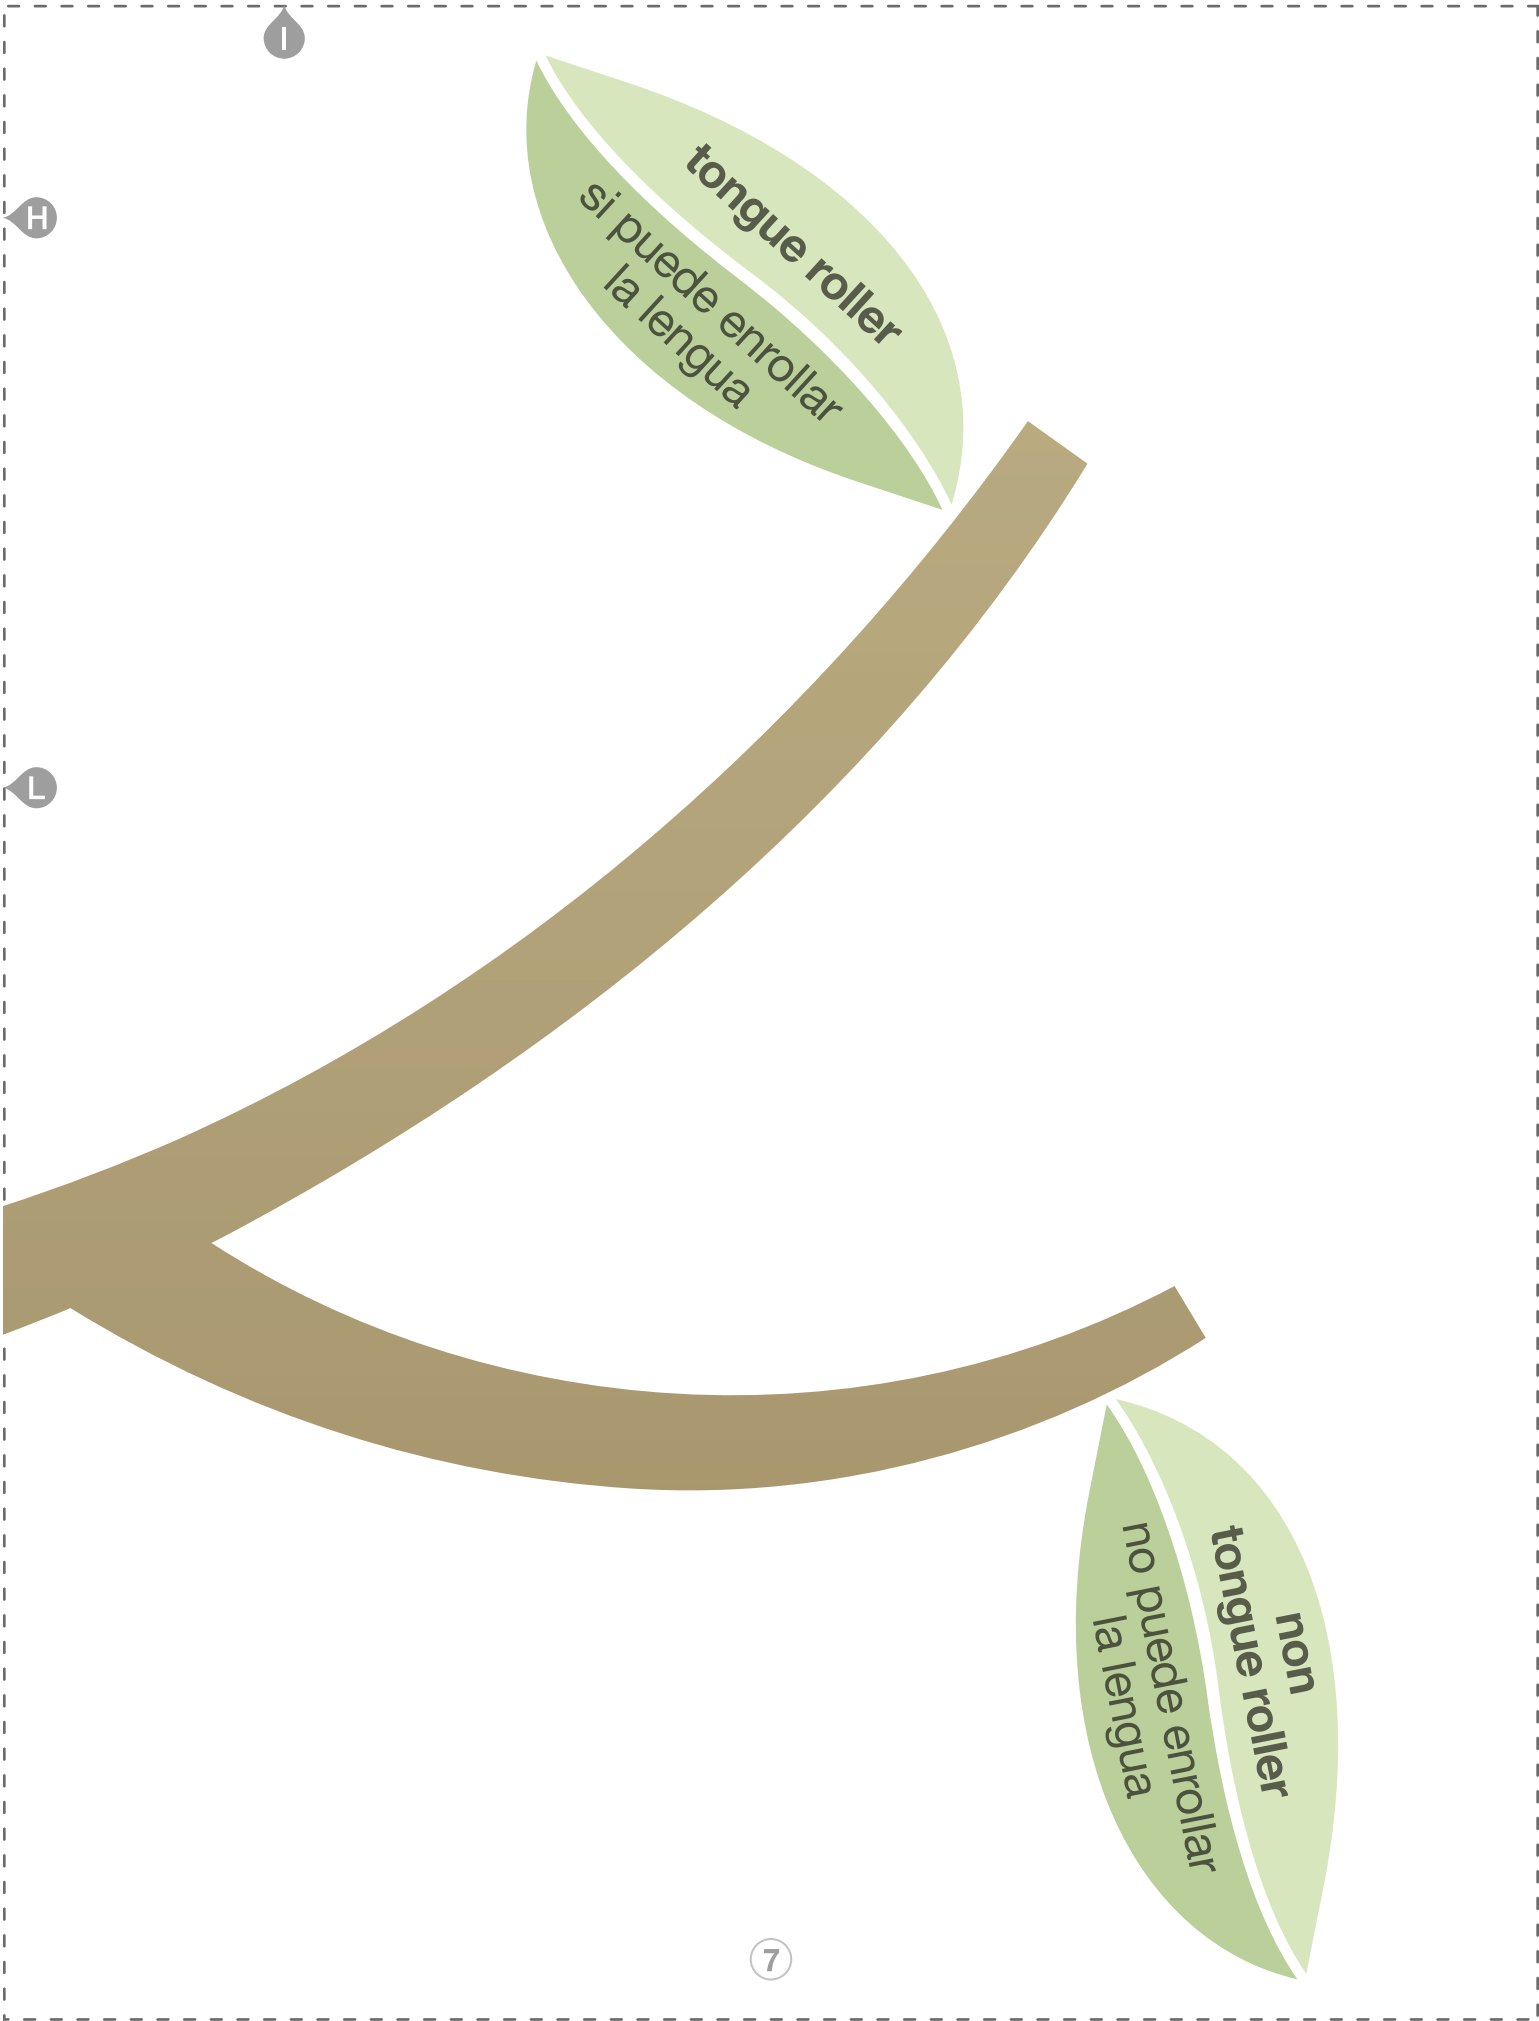 I
H
tongue roller
si puede enrollar
la lengua
L
non
tongue roller
no puede enrollar
la lengua
7